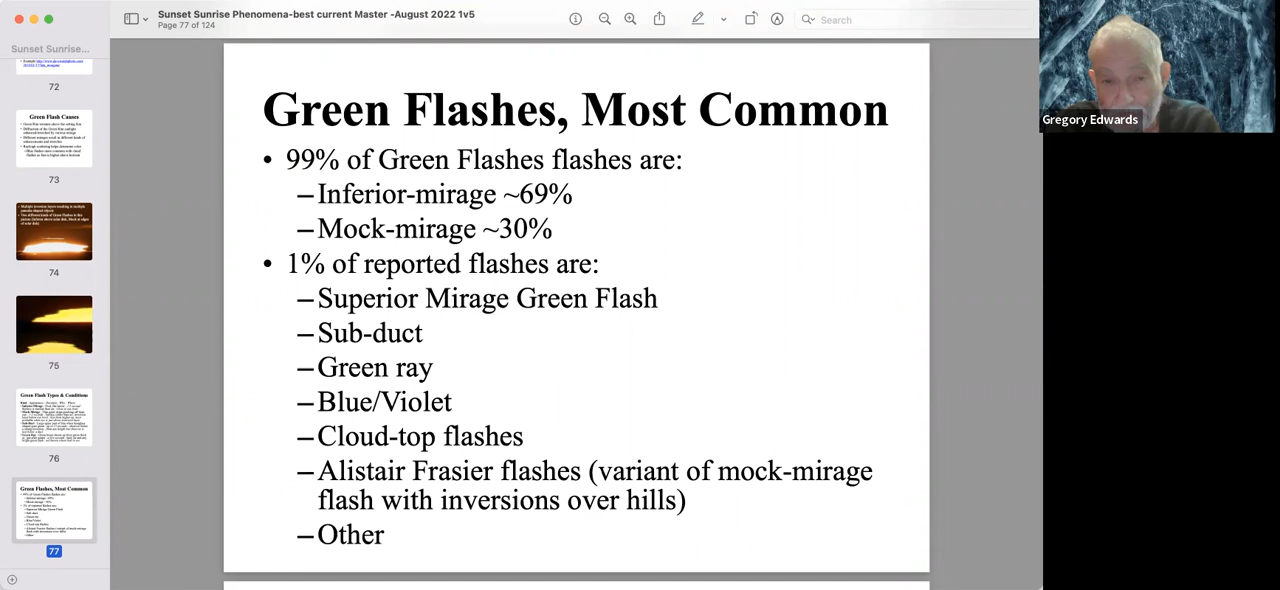 Sunset Sunrise Phenomena-best current Master -August 2022 1v5
Page 77 of 124
Search
Sunset Sunrise...
72
Green Flash Causes
73
74
75
Green Flash Types & Conditions
76
Green Flashes, Most Common
77
Green Flashes, Most Common
• 99% of Green Flashes flashes are:
–Inferior-mirage ~69%
–Mock-mirage ~30%
• 1% of reported flashes are:
–Superior Mirage Green Flash
–Sub-duct
–Green ray
–Blue/Violet
–Cloud-top flashes
–Alistair Frasier flashes (variant of mock-mirage
flash with inversions over hills)
–Other
Gregory Edwards